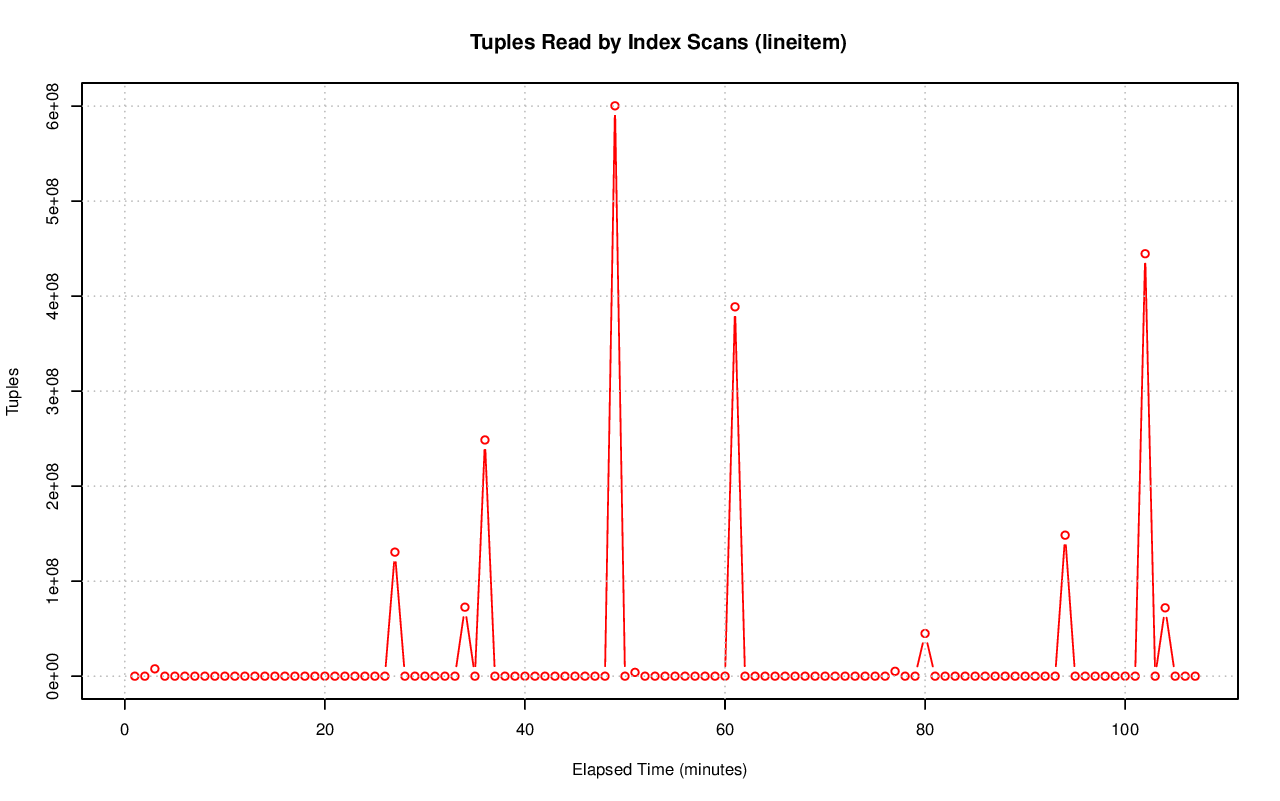 Tuples Read by Index Scans (lineitem)
Tuples
6e+08
5e+08
4e+08
3e+08
2e+08
1e+08
0e+00
0 20 40 60 80 100
Elapsed Time (minutes)